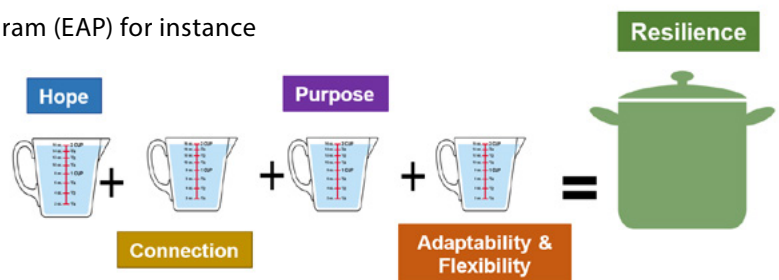 ram (EAP) for instance
Resilience
Hope
Purpose
Connection
Adaptability &
Flexibility
+
+
+
=